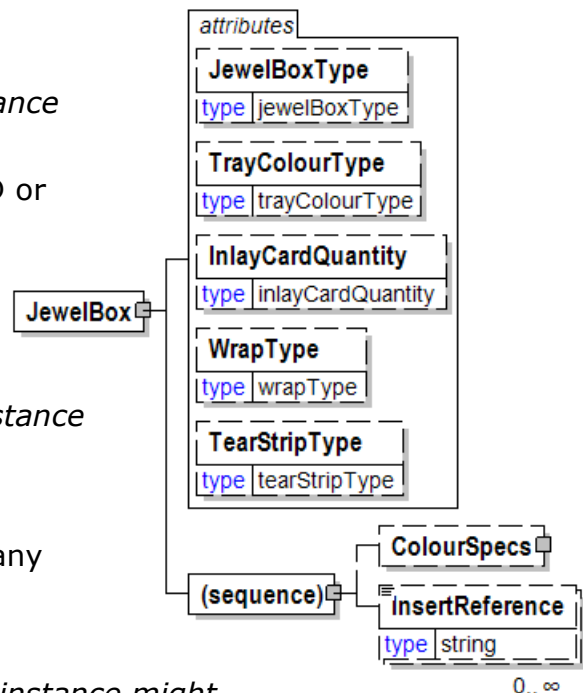 attributes
JewelBoxType
type jewelBoxType
TrayColourType
type trayColourType
InlayCardQuantity
type inlayCardQuantity
JewelBox
WrapType
type wrapType
TearStripType
type tearStripType
ColourSpecs
(sequence)
InsertReference
type string
0..∞
or
stance
any
instance might